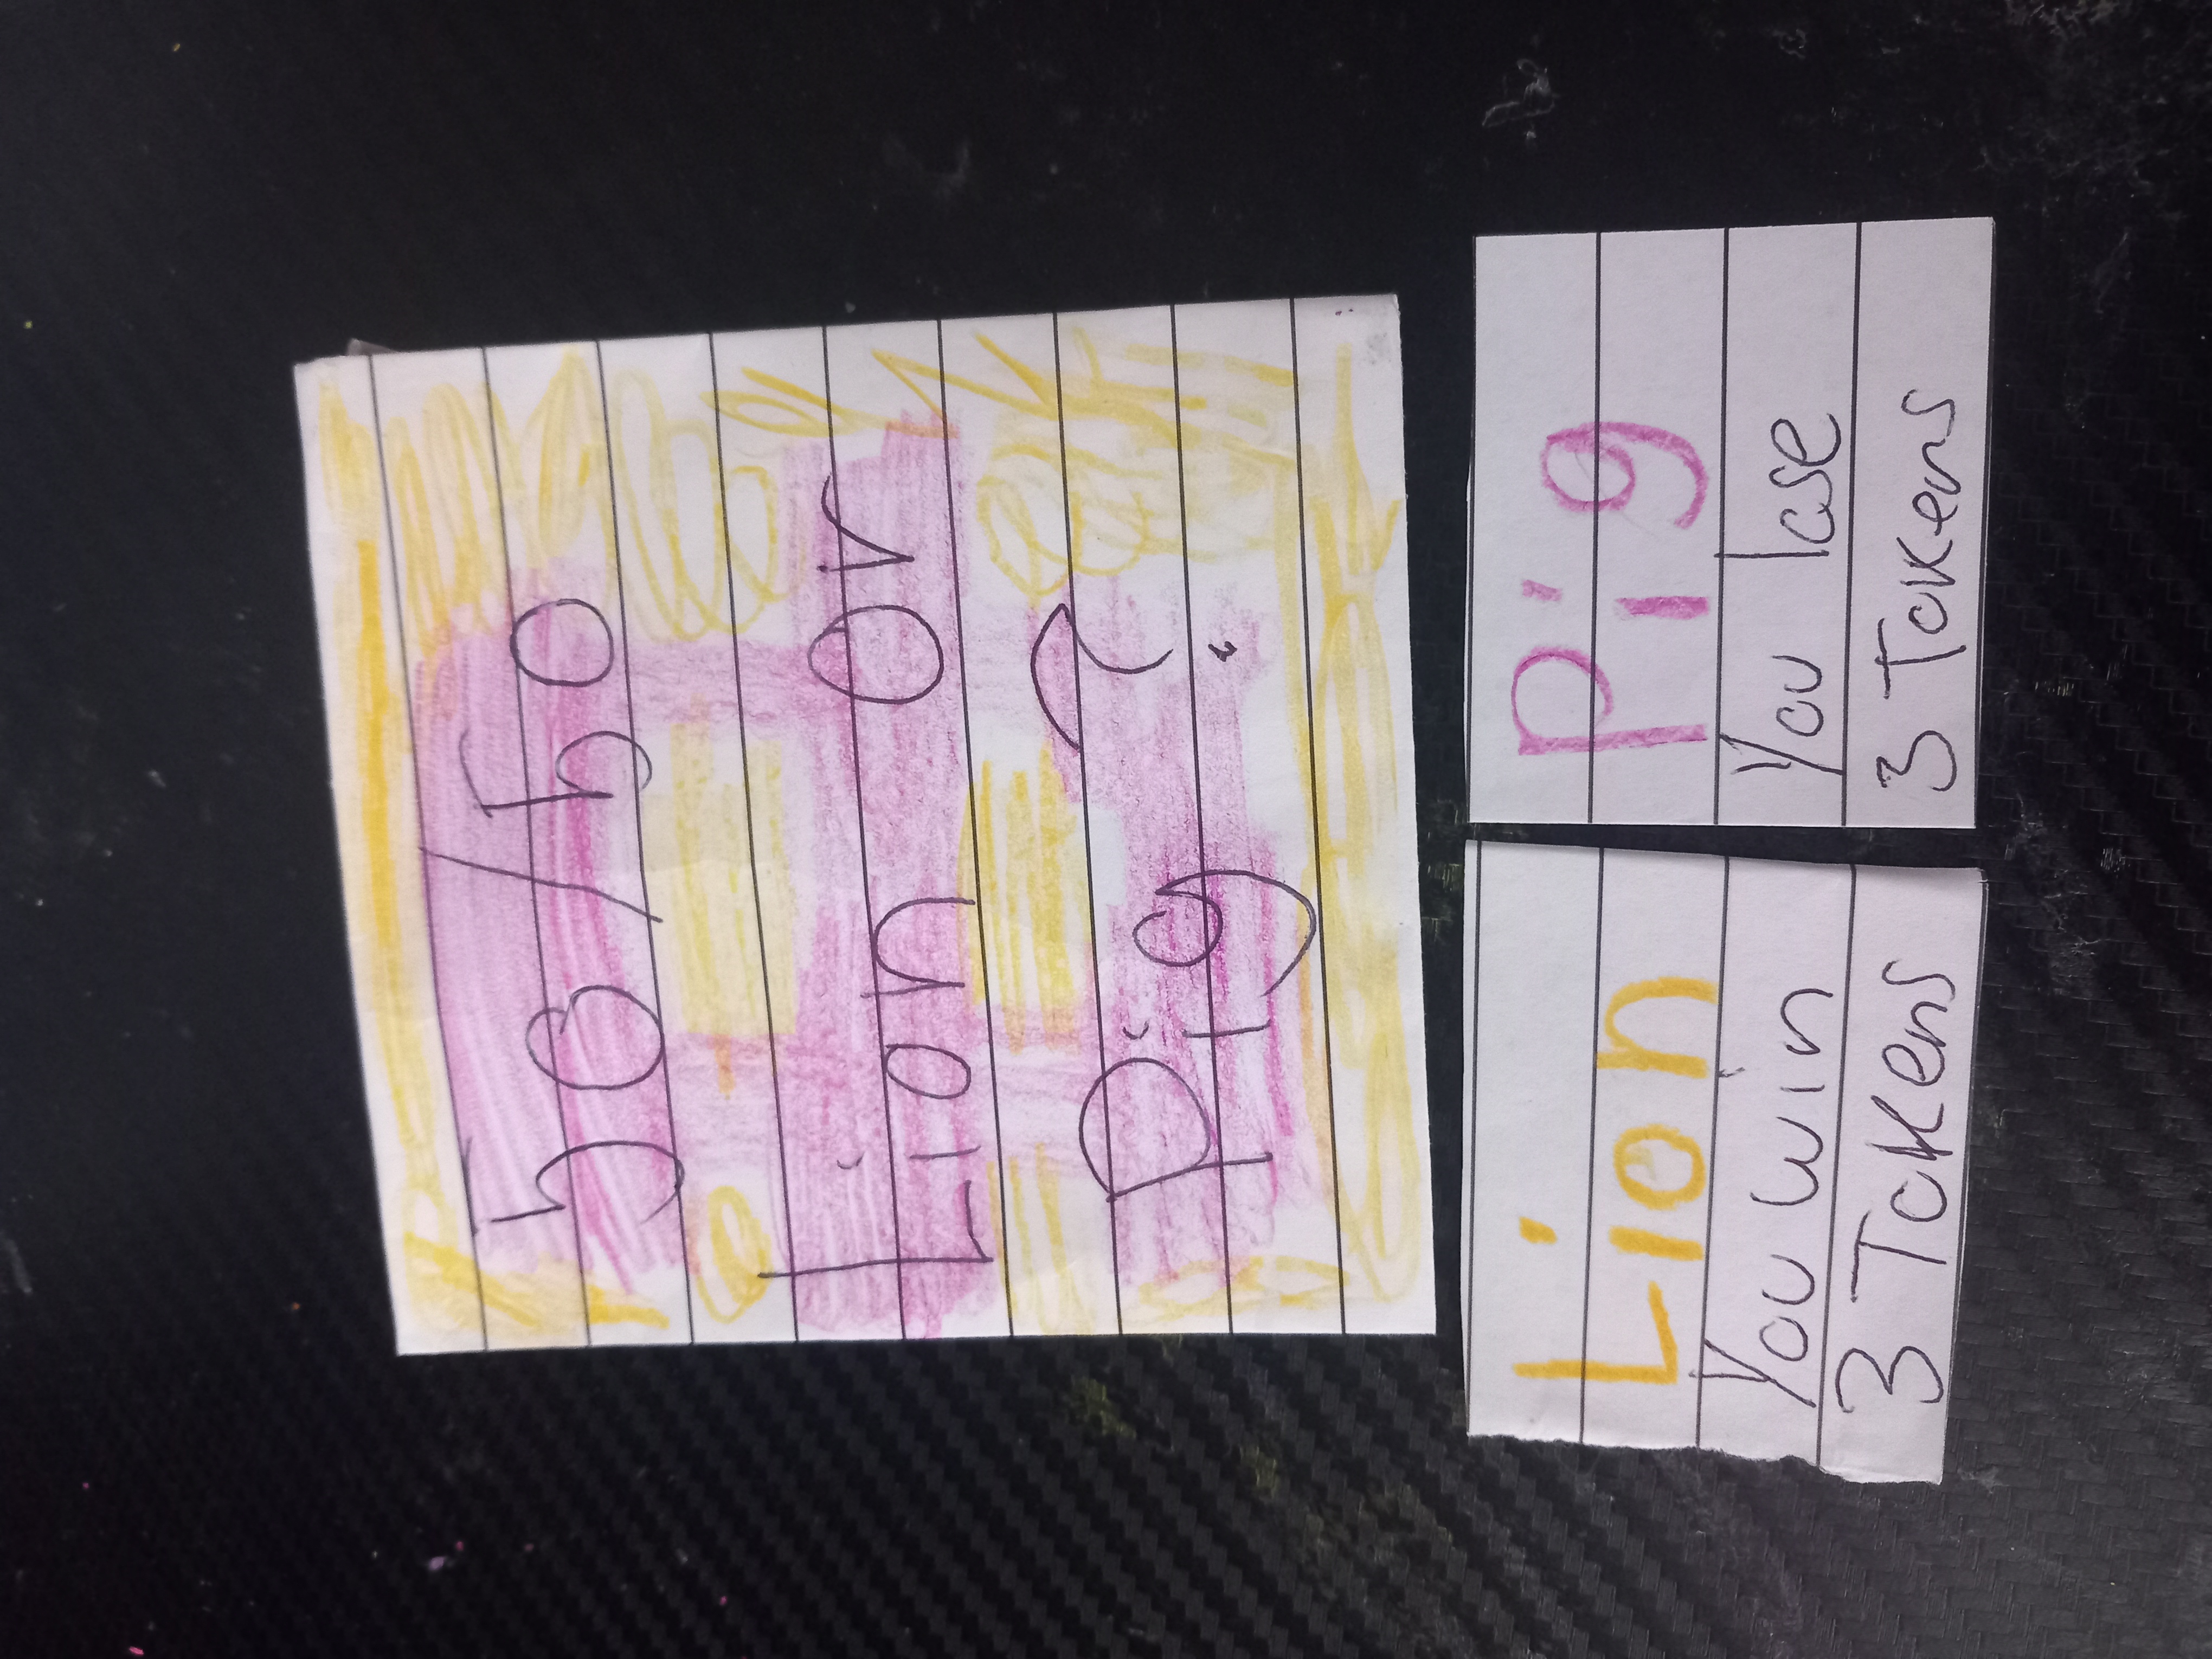 50/50
Lion Or
Pig ?
Lion
You win
3 Tokens
Pig
You lose
3 Tokens